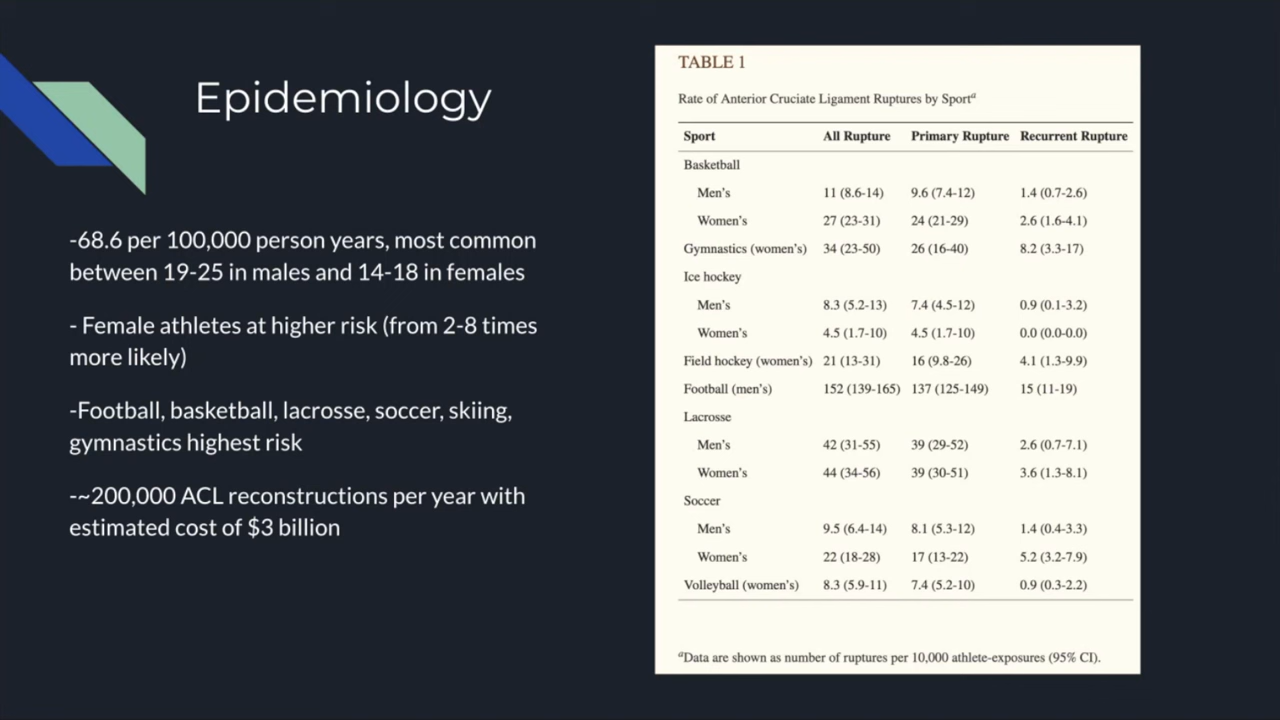 Epidemiology
-68.6 per 100,000 person years, most common
between 19-25 in males and 14-18 in females
- Female athletes at higher risk (from 2-8 times
more likely)
-Football, basketball, lacrosse, soccer, skiing,
gymnastics highest risk
-~200,000 ACL reconstructions per year with
estimated cost of $3 billion
TABLE 1
Rate of Anterior Cruciate Ligament Ruptures by Sportᵃ
Sport All Rupture Primary Rupture Recurrent Rupture
Basketball
Men’s 11 (8.6-14) 9.6 (7.4-12) 1.4 (0.7-2.6)
Women’s 27 (23-31) 24 (21-29) 2.6 (1.6-4.1)
Gymnastics (women’s) 34 (23-50) 26 (16-40) 8.2 (3.3-17)
Ice hockey
Men’s 8.3 (5.2-13) 7.4 (4.5-12) 0.9 (0.1-3.2)
Women’s 4.5 (1.7-10) 4.5 (1.7-10) 0.0 (0.0-0.0)
Field hockey (women’s) 21 (13-31) 16 (9.8-26) 4.1 (1.3-9.9)
Football (men’s) 152 (139-165) 137 (125-149) 15 (11-19)
Lacrosse
Men’s 42 (31-55) 39 (29-52) 2.6 (0.7-7.1)
Women’s 44 (34-56) 39 (30-51) 3.6 (1.3-8.1)
Soccer
Men’s 9.5 (6.4-14) 8.1 (5.3-12) 1.4 (0.4-3.3)
Women’s 22 (18-28) 17 (13-22) 5.2 (3.2-7.9)
Volleyball (women’s) 8.3 (5.9-11) 7.4 (5.2-10) 0.9 (0.3-2.2)
ᵃData are shown as number of ruptures per 10,000 athlete-exposures (95% CI).